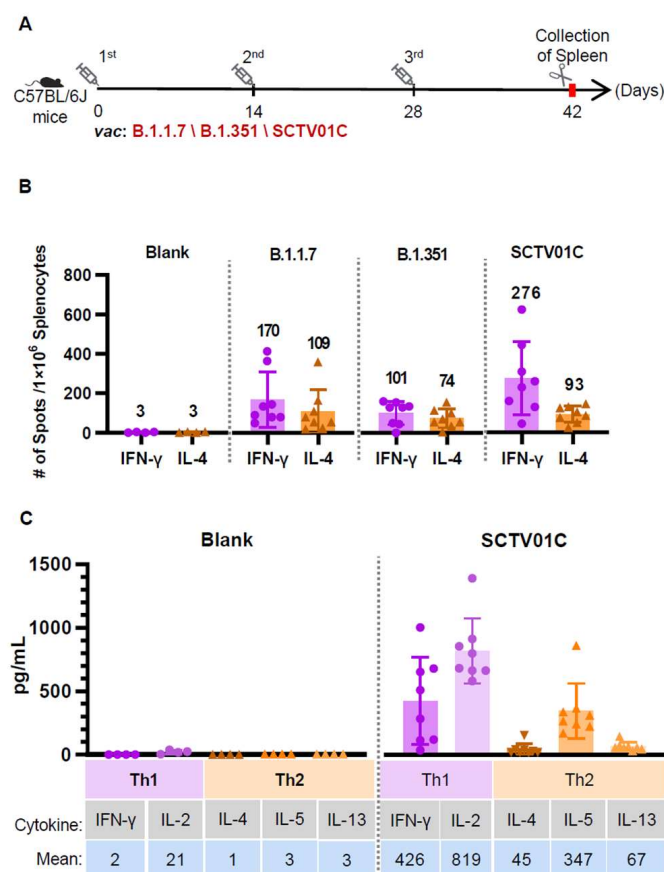 A
1st 2nd 3rd Collection of Spleen
C57BL/6J mice
0 14 28 42 (Days)
vac: B.1.1.7 \ B.1.351 \ SCTV01C
B
Blank B.1.1.7 B.1.351 SCTV01C
# of Spots /1×10⁶ Splenocytes
800
600
400
200
0
3 3 170 109 101 74 276 93
IFN-γ IL-4 IFN-γ IL-4 IFN-γ IL-4 IFN-γ IL-4
C
Blank SCTV01C
pg/mL
1500
1000
500
0
Th1 Th2 Th1 Th2
Cytokine: IFN-γ IL-2 IL-4 IL-5 IL-13 IFN-γ IL-2 IL-4 IL-5 IL-13
Mean: 2 21 1 3 3 426 819 45 347 67